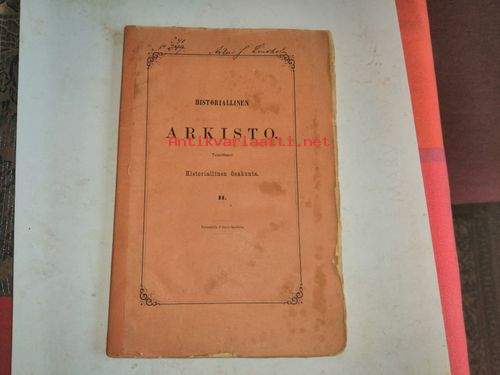 HISTORIALLINEN
ARKISTO.
Antikvariaatti.net
Toimittanut
Historiallinen Osakunta.
II.